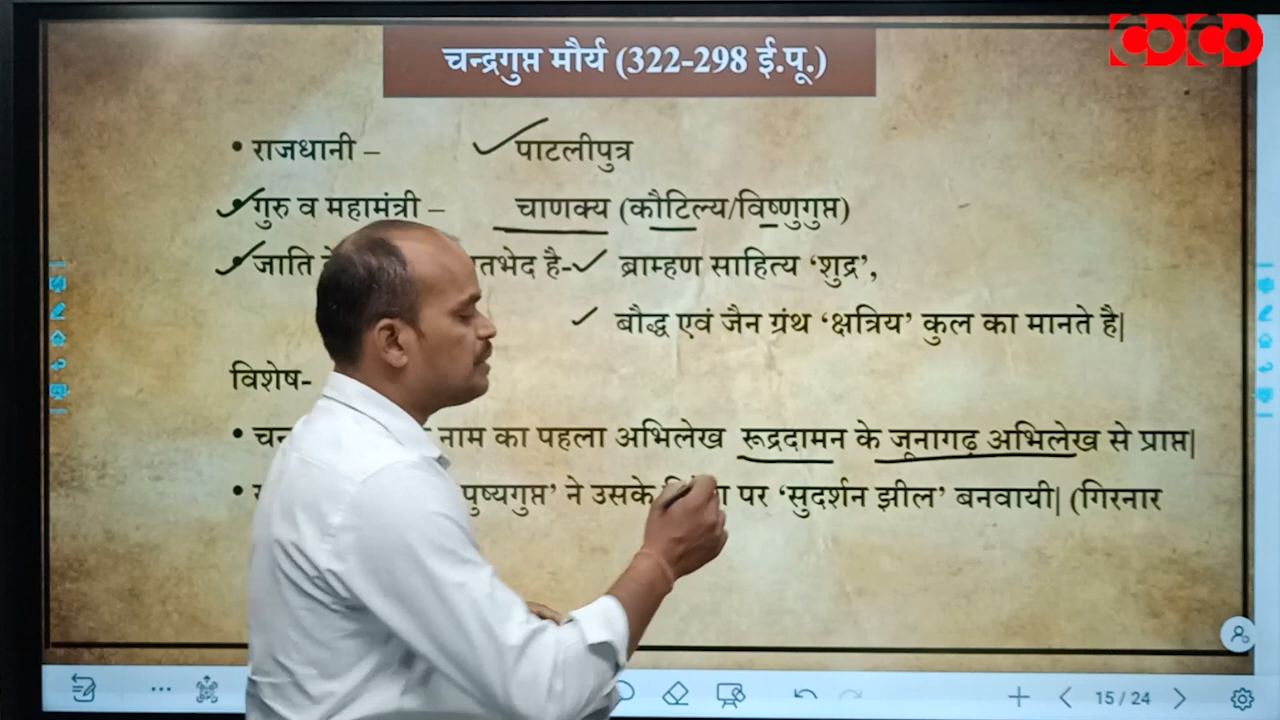 चन्द्रगुप्त मौर्य (322-298 ई.पू.)
• राजधानी – पाटलीपुत्र
• गुरु व महामंत्री – चाणक्य (कौटिल्य/विष्णुगुप्त)
• जाति है- ब्राम्हण साहित्य ‘शुद्र’,
बौद्ध एवं जैन ग्रंथ ‘क्षत्रिय’ कुल का मानते है|
विशेष-
• नाम का पहला अभिलेख रूद्रदामन के जूनागढ़ अभिलेख से प्राप्त|
• पुष्यगुप्त’ ने उसके पर ‘सुदर्शन झील’ बनवायी| (गिरनार
15 / 24